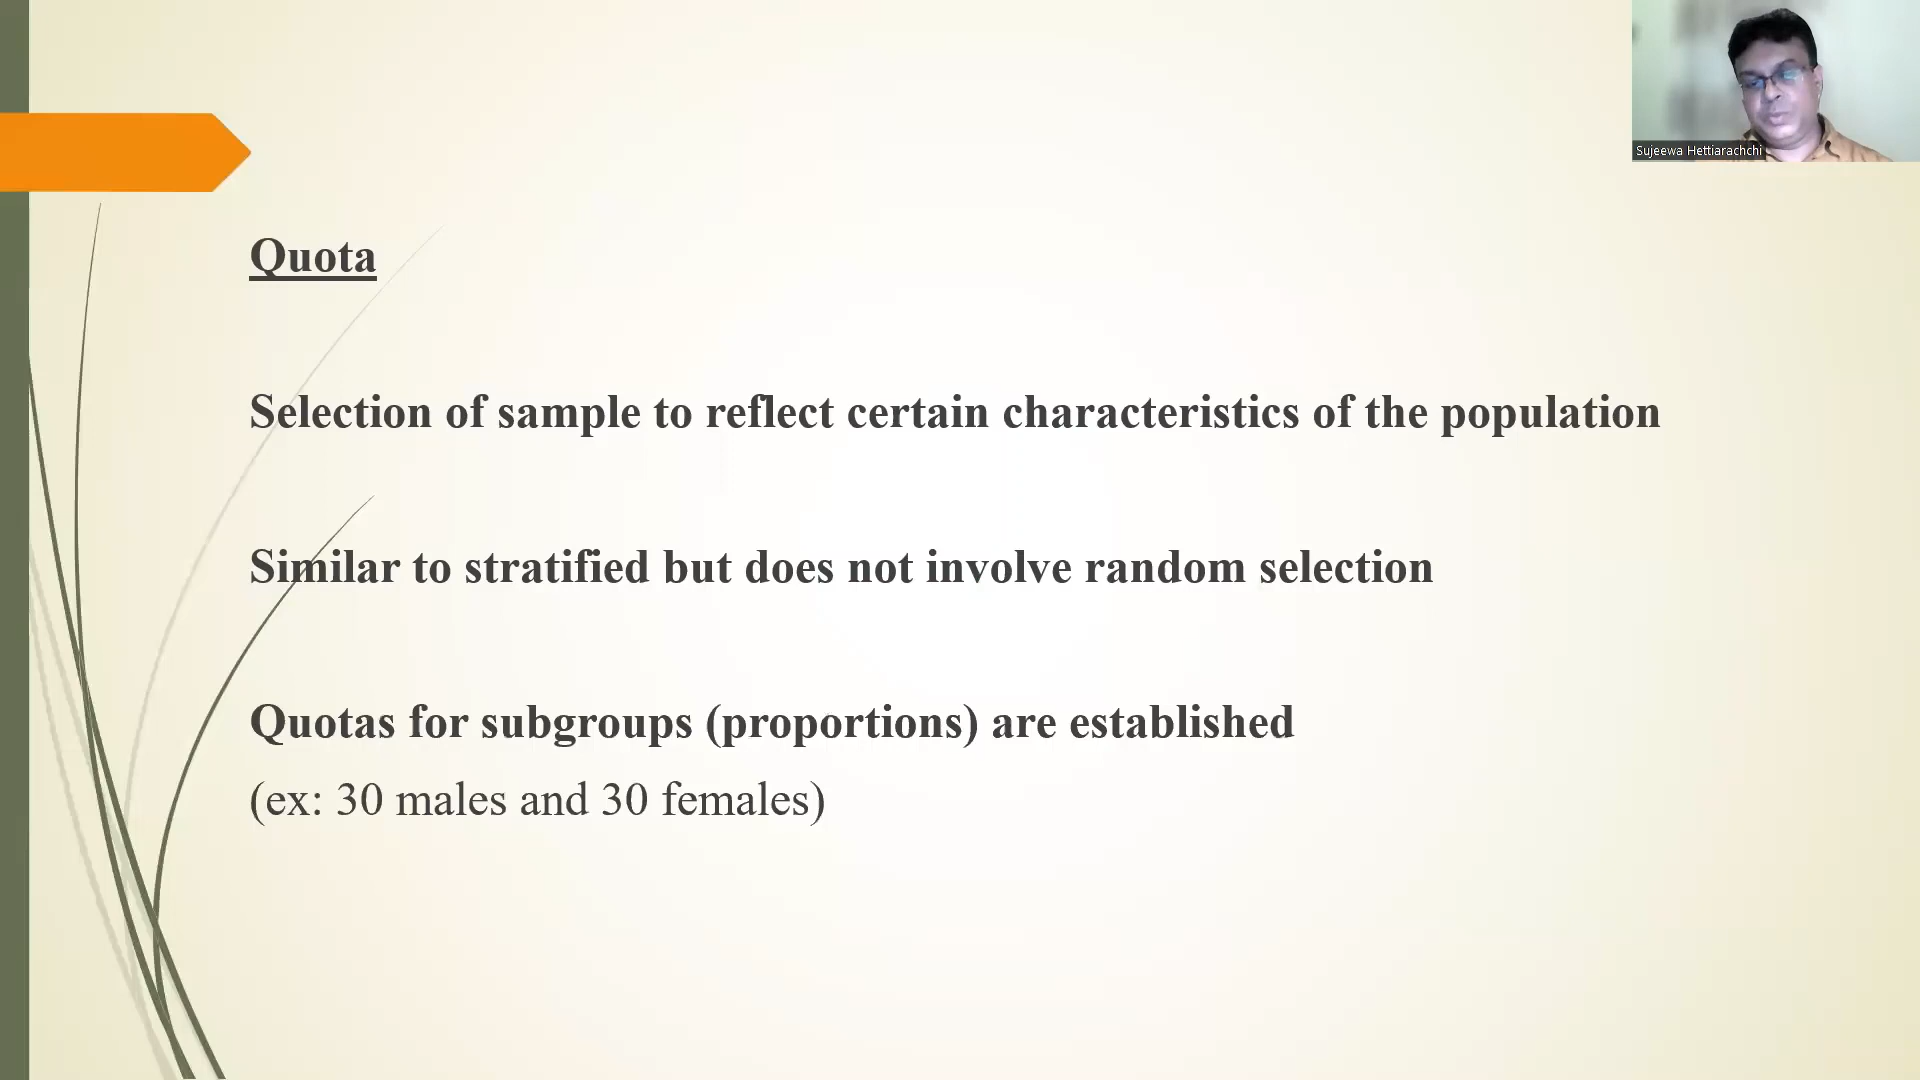 Sujeewa Hettiarachchi
Quota
Selection of sample to reflect certain characteristics of the population
Similar to stratified but does not involve random selection
Quotas for subgroups (proportions) are established
(ex: 30 males and 30 females)